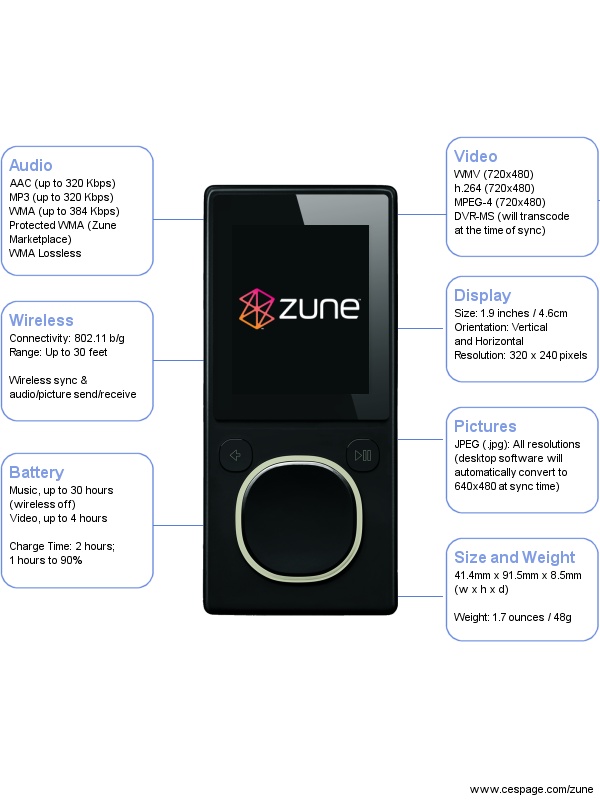 Audio
AAC (up to 320 Kbps)
MP3 (up to 320 Kbps)
WMA (up to 384 Kbps)
Protected WMA (Zune
Marketplace)
WMA Lossless
Wireless
Connectivity: 802.11 b/g
Range: Up to 30 feet
Wireless sync &
audio/picture send/receive
Battery
Music, up to 30 hours
(wireless off)
Video, up to 4 hours
Charge Time: 2 hours;
1 hours to 90%
zune
Video
WMV (720x480)
h.264 (720x480)
MPEG-4 (720x480)
DVR-MS (will transcode
at the time of sync)
Display
Size: 1.9 inches / 4.6cm
Orientation: Vertical
and Horizontal
Resolution: 320 x 240 pixels
Pictures
JPEG (.jpg): All resolutions
(desktop software will
automatically convert to
640x480 at sync time)
Size and Weight
41.4mm x 91.5mm x 8.5mm
(w x h x d)
Weight: 1.7 ounces / 48g
www.cespage.com/zune